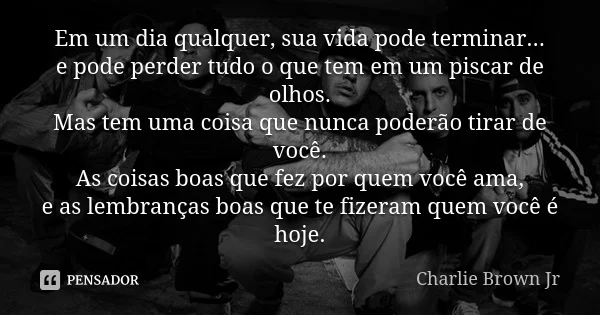 Em um dia qualquer, sua vida pode terminar...
e pode perder tudo o que tem em um piscar de
olhos.
Mas tem uma coisa que nunca poderão tirar de
você.
As coisas boas que fez por quem você ama,
e as lembranças boas que te fizeram quem você é
hoje.
PENSADOR
Charlie Brown Jr